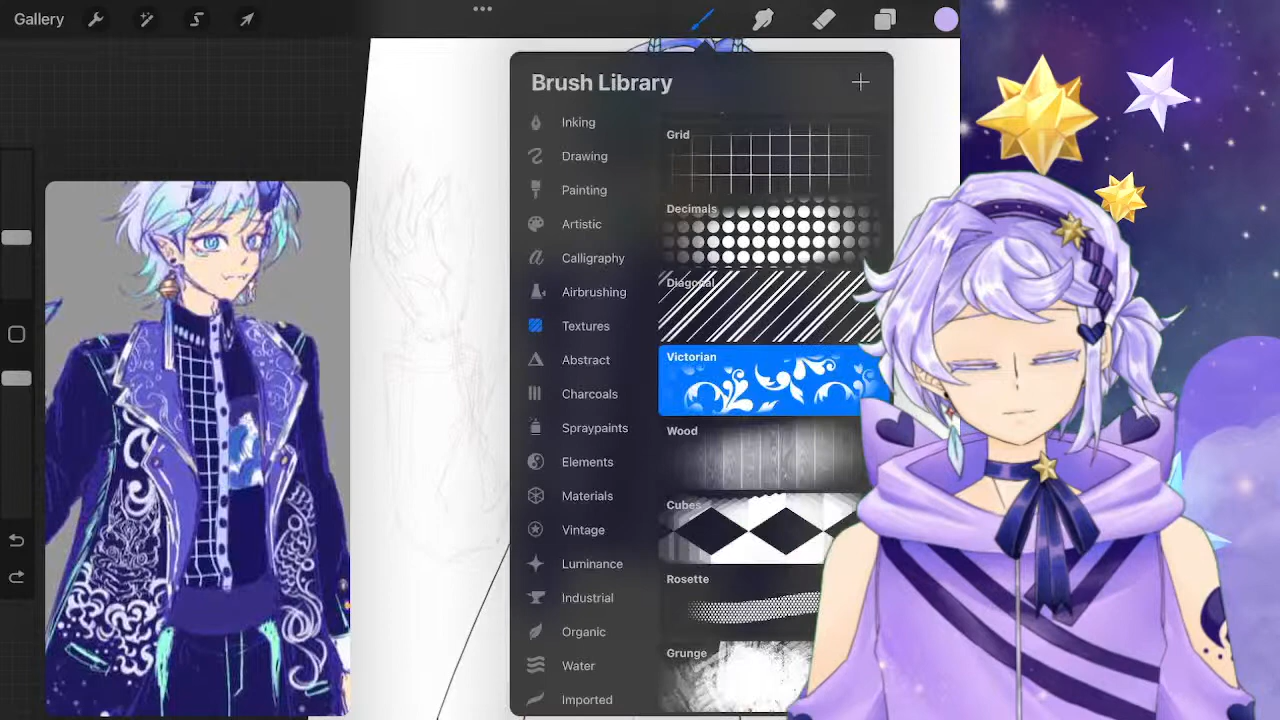 Gallery
Brush Library
Inking
Drawing
Painting
Artistic
Calligraphy
Airbrushing
Textures
Abstract
Charcoals
Spraypaints
Elements
Materials
Vintage
Luminance
Industrial
Organic
Water
Imported
Grid
Decimals
Diagonal
Victorian
Wood
Cubes
Rosette
Grunge